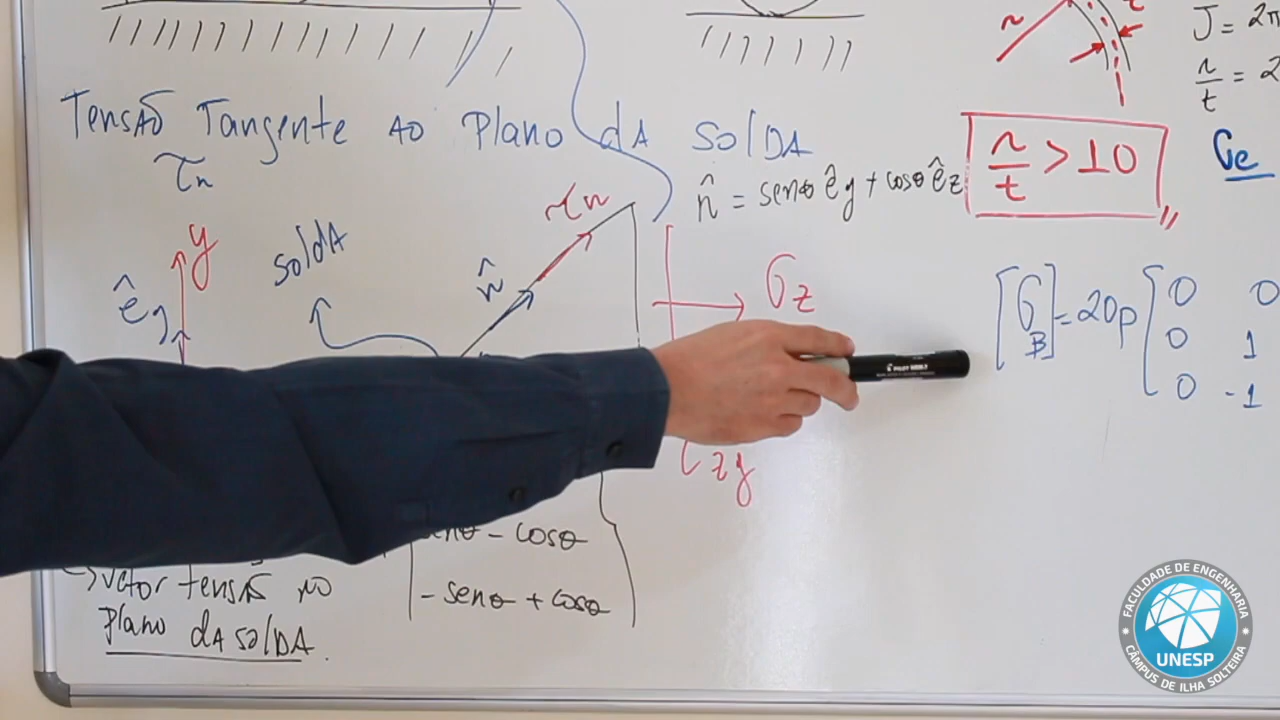 J = 2π
r/t = 2
Tensão Tangente ao Plano da solda
τn
n̂ = senθ êy + cosθ êz
r/t > 10
σe
y
êy
solda
n̂
τn
σz
[σB] = 20p [0 0
0 1
0 -1
τzy
senθ - cosθ
- senθ + cosθ
→ vetor tensão no
Plano da solda.
r
t
PILOT
FACULDADE DE ENGENHARIA
UNESP
CÂMPUS DE ILHA SOLTEIRA